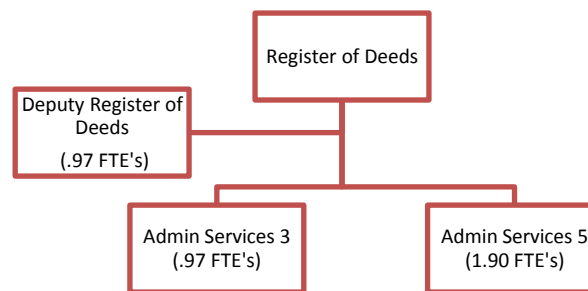 Register of Deeds
Deputy Register of
Deeds
(.97 FTE's)
Admin Services 3
(.97 FTE's)
Admin Services 5
(1.90 FTE's)